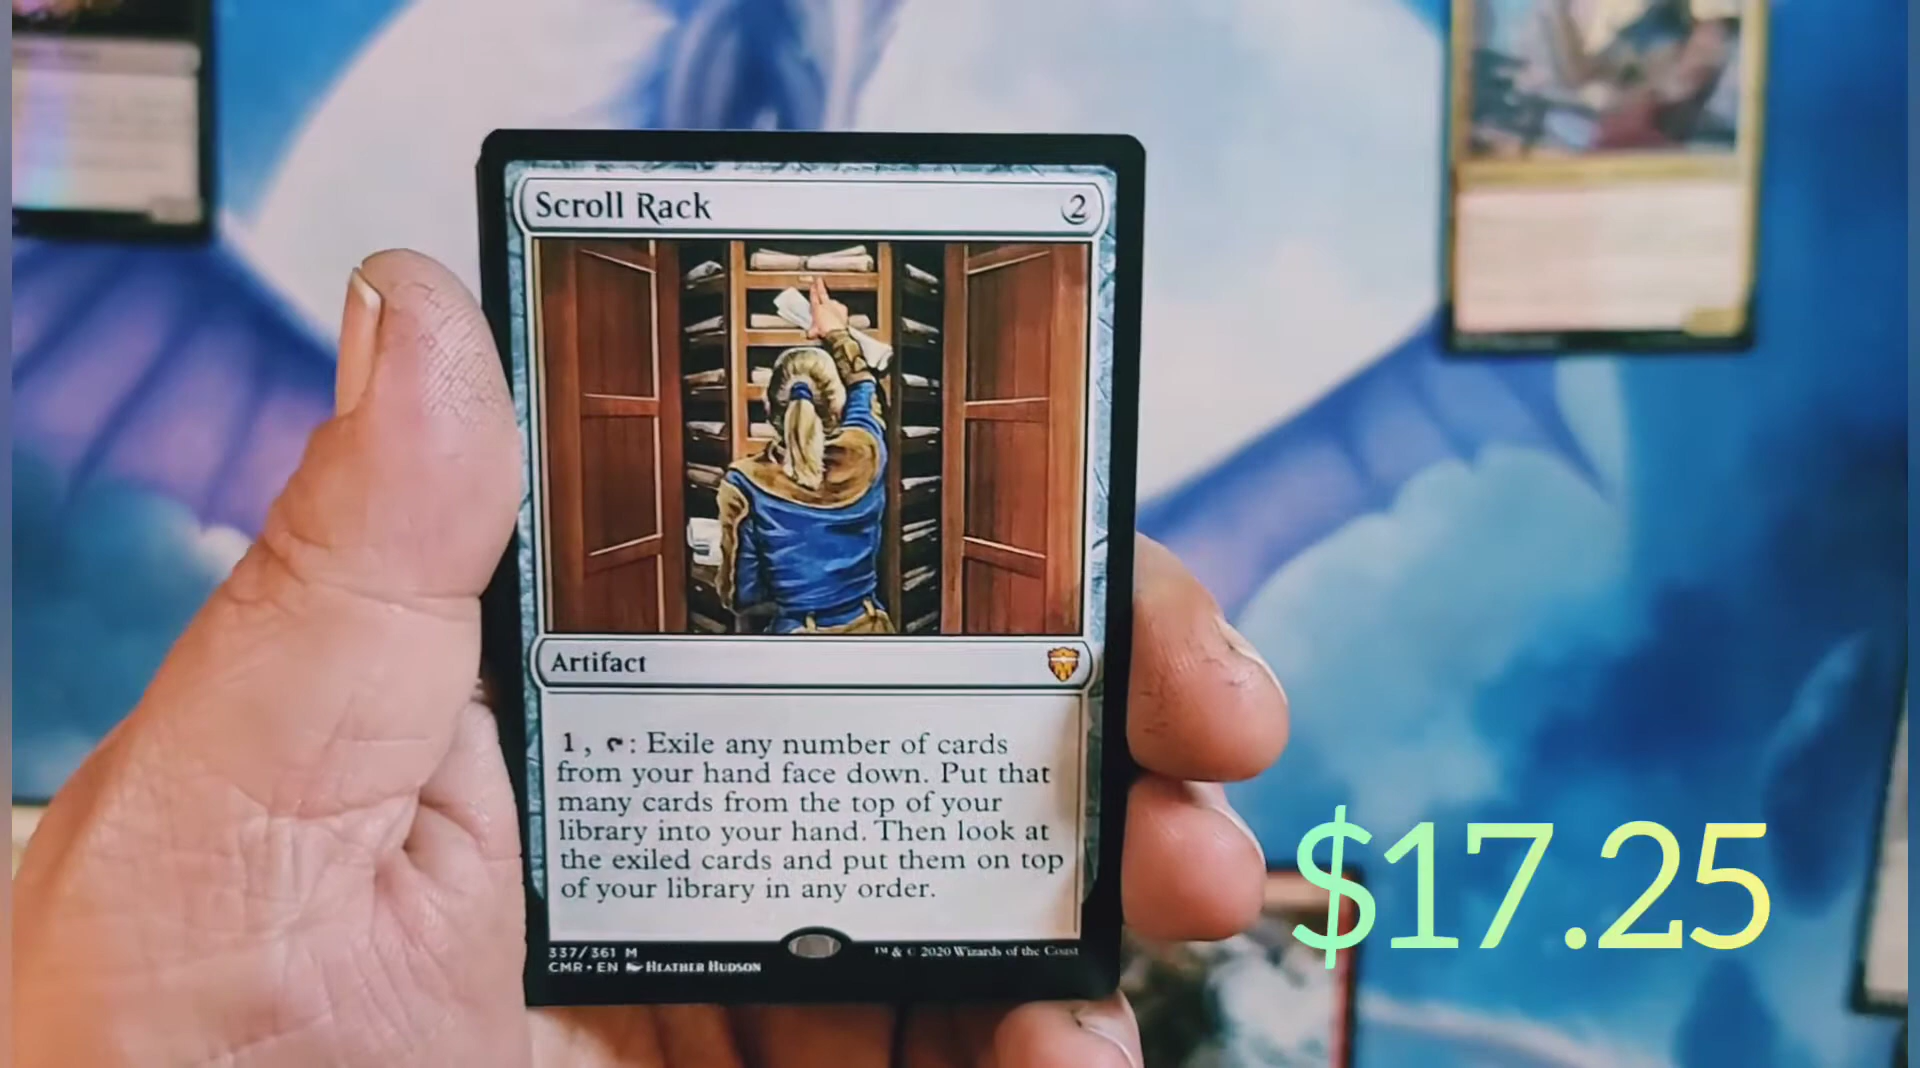 Scroll Rack 2
Artifact
1, T: Exile any number of cards
from your hand face down. Put that
many cards from the top of your
library into your hand. Then look at
the exiled cards and put them on top
of your library in any order.
337/361 M
™ & © 2020 Wizards of the Coast
CMR • EN Heather Hudson
$17.25